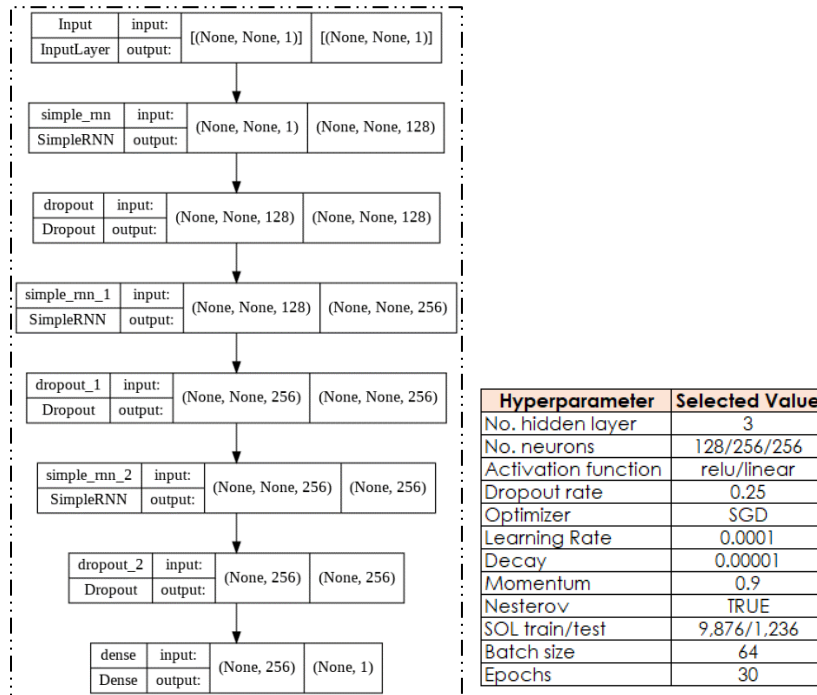 Input input: [(None, None, 1)] [(None, None, 1)]
InputLayer output:
simple_rnn input: (None, None, 1) (None, None, 128)
SimpleRNN output:
dropout input: (None, None, 128) (None, None, 128)
Dropout output:
simple_rnn_1 input: (None, None, 128) (None, None, 256)
SimpleRNN output:
dropout_1 input: (None, None, 256) (None, None, 256)
Dropout output:
simple_rnn_2 input: (None, None, 256) (None, 256)
SimpleRNN output:
dropout_2 input: (None, 256) (None, 256)
Dropout output:
dense input: (None, 256) (None, 1)
Dense output:
Hyperparameter Selected Value
No. hidden layer 3
No. neurons 128/256/256
Activation function relu/linear
Dropout rate 0.25
Optimizer SGD
Learning Rate 0.0001
Decay 0.00001
Momentum 0.9
Nesterov TRUE
SOL train/test 9,876/1,236
Batch size 64
Epochs 30